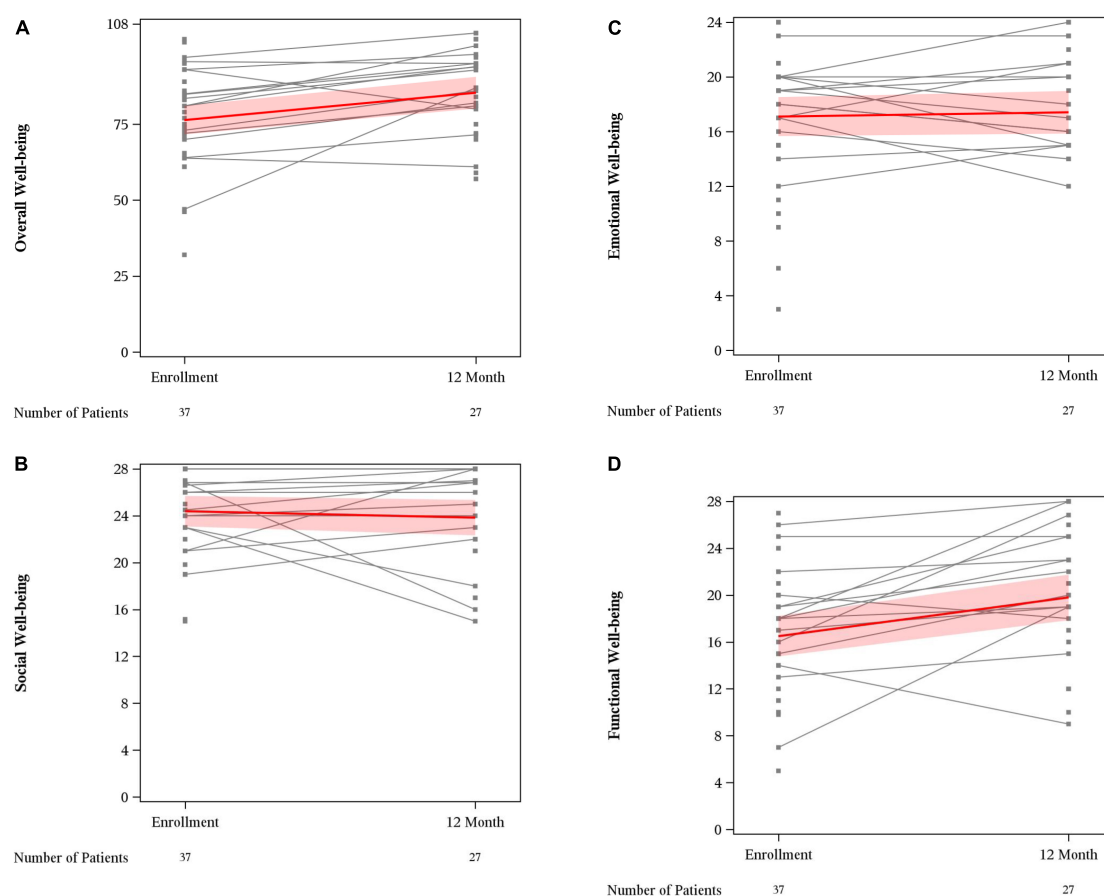 A
Overall Well-being
108
75
50
25
0
Enrollment 12 Month
Number of Patients 37 27
B
Social Well-being
28
24
20
16
12
8
4
0
Enrollment 12 Month
Number of Patients 37 27
C
Emotional Well-being
24
20
16
12
8
4
0
Enrollment 12 Month
Number of Patients 37 27
D
Functional Well-being
28
24
20
16
12
8
4
0
Enrollment 12 Month
Number of Patients 37 27